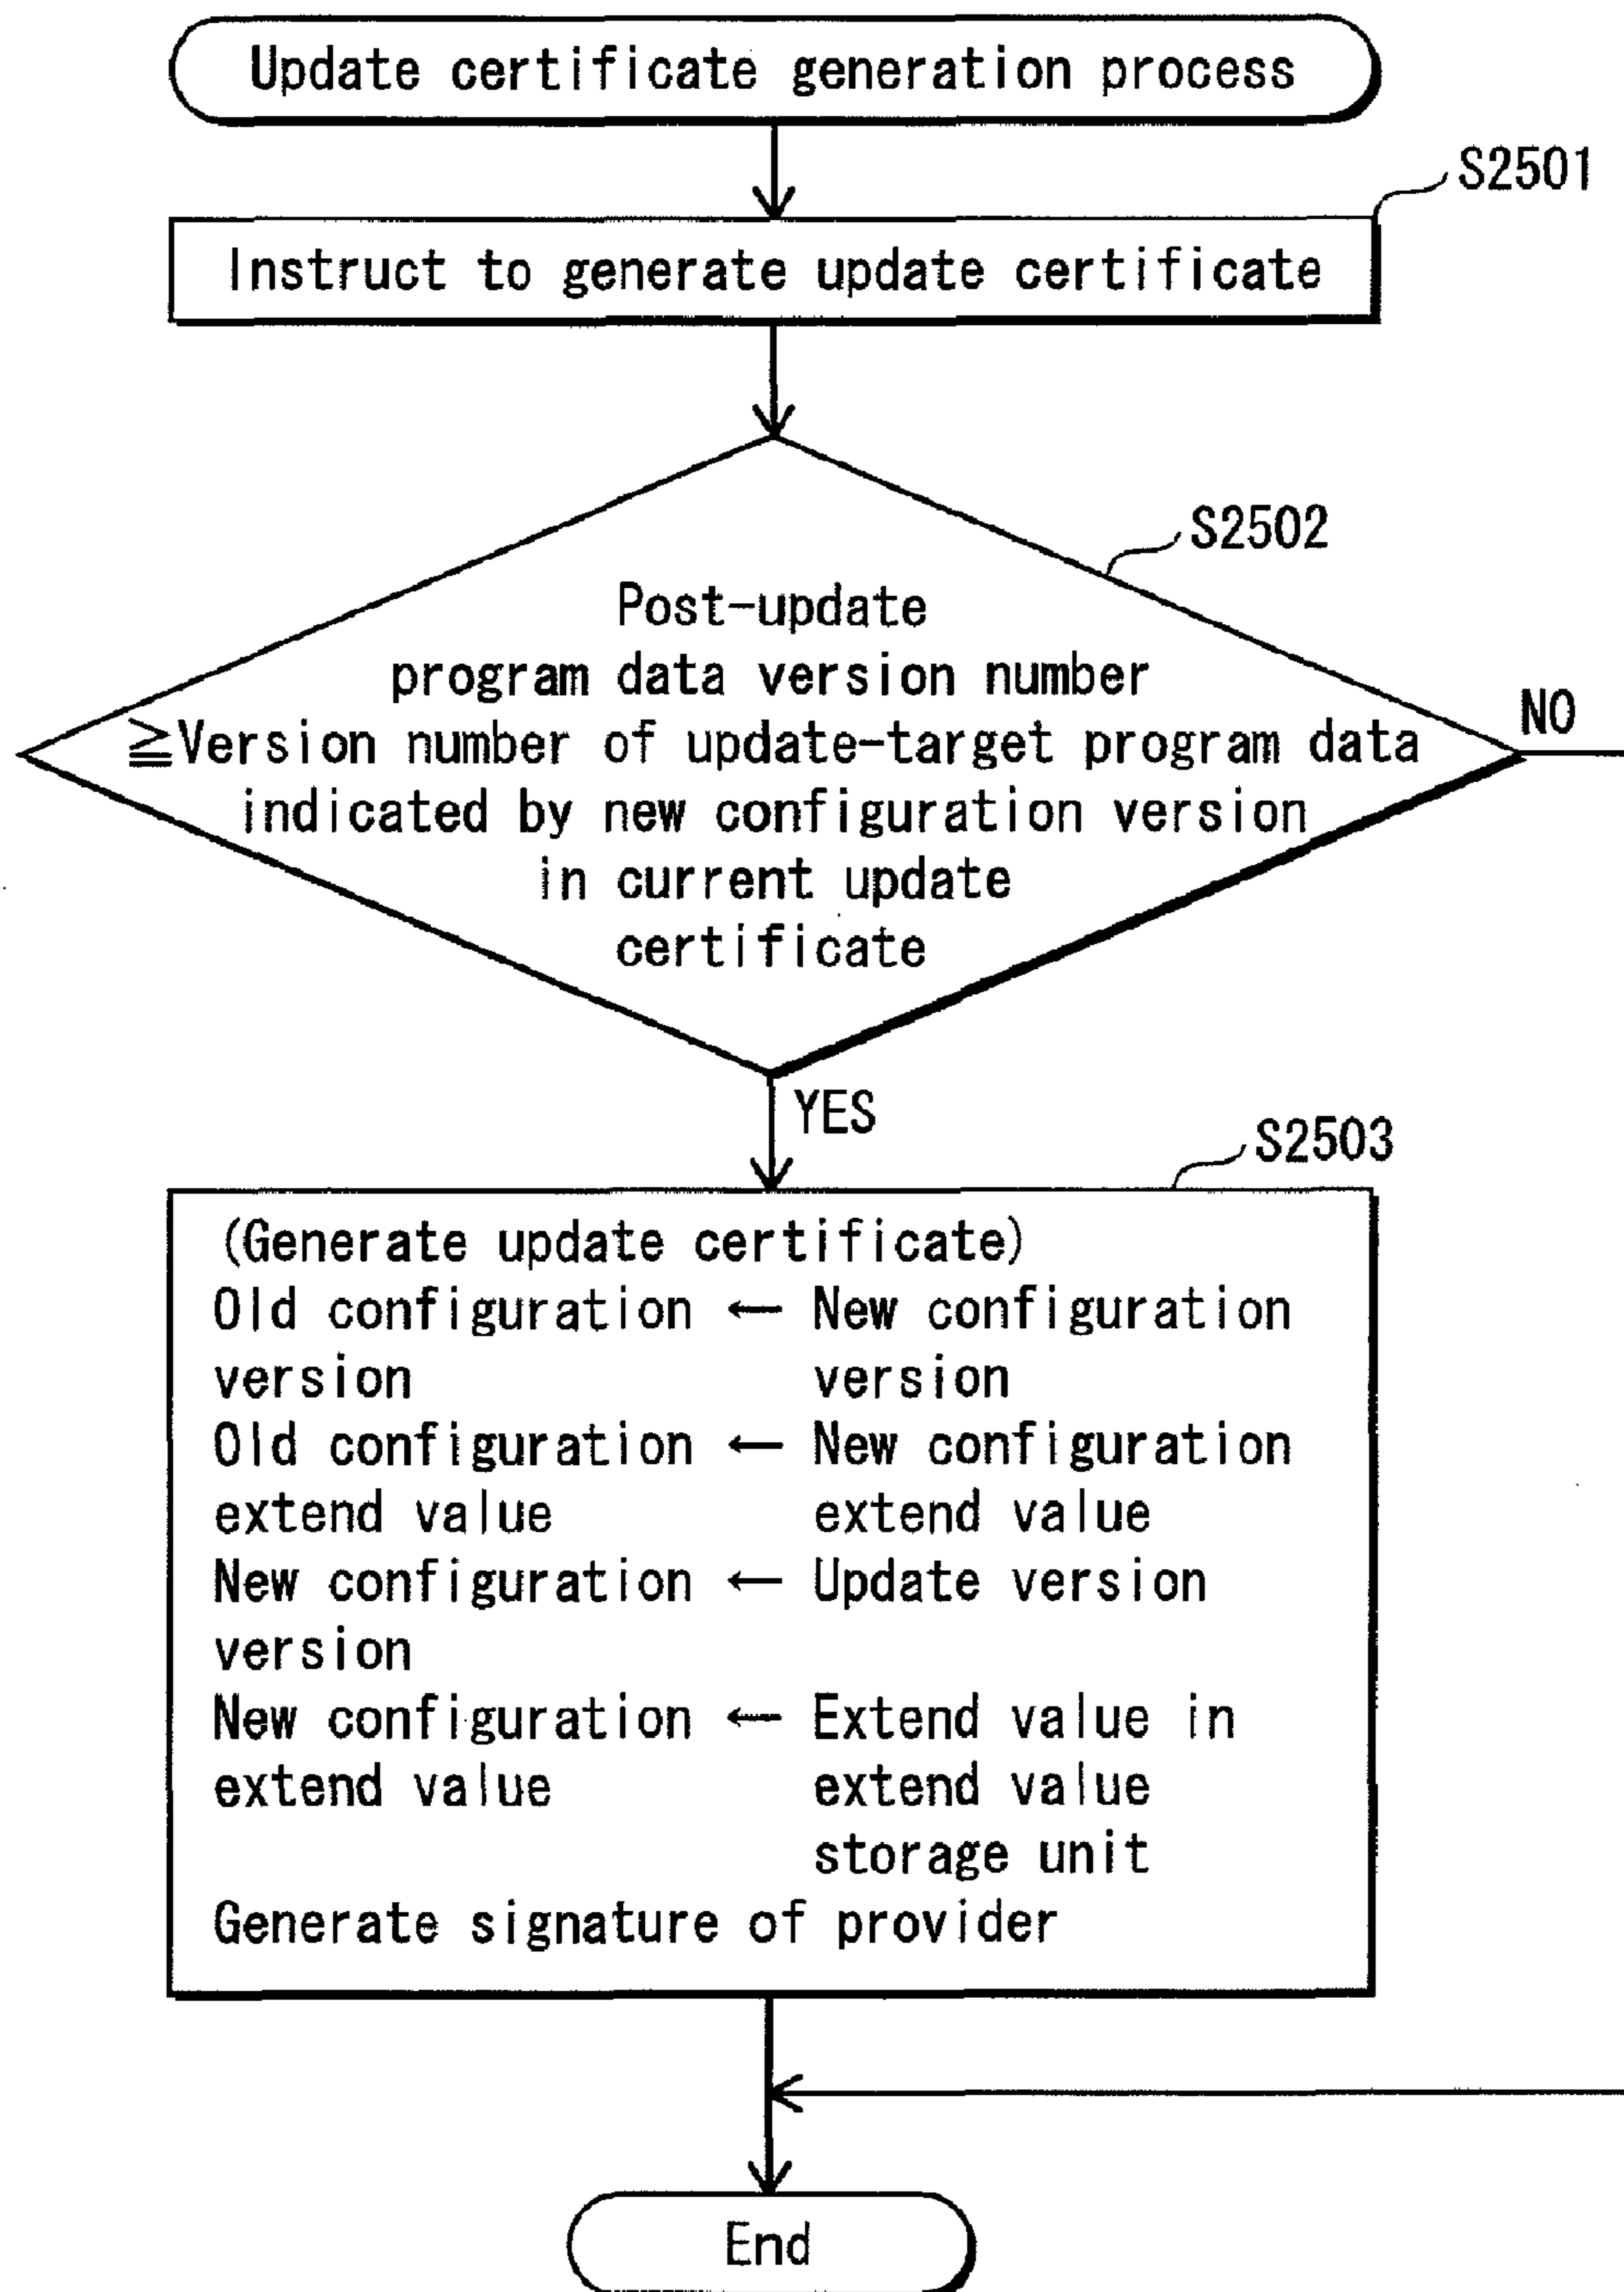 Update certificate generation process
S2501
Instruct to generate update certificate
S2502
Post-update
program data version number
≧Version number of update-target program data
indicated by new configuration version
in current update
certificate
NO
YES
S2503
(Generate update certificate)
Old configuration ← New configuration
version version
Old configuration ← New configuration
extend value extend value
New configuration ← Update version
version
New configuration ← Extend value in
extend value extend value
storage unit
Generate signature of provider
End